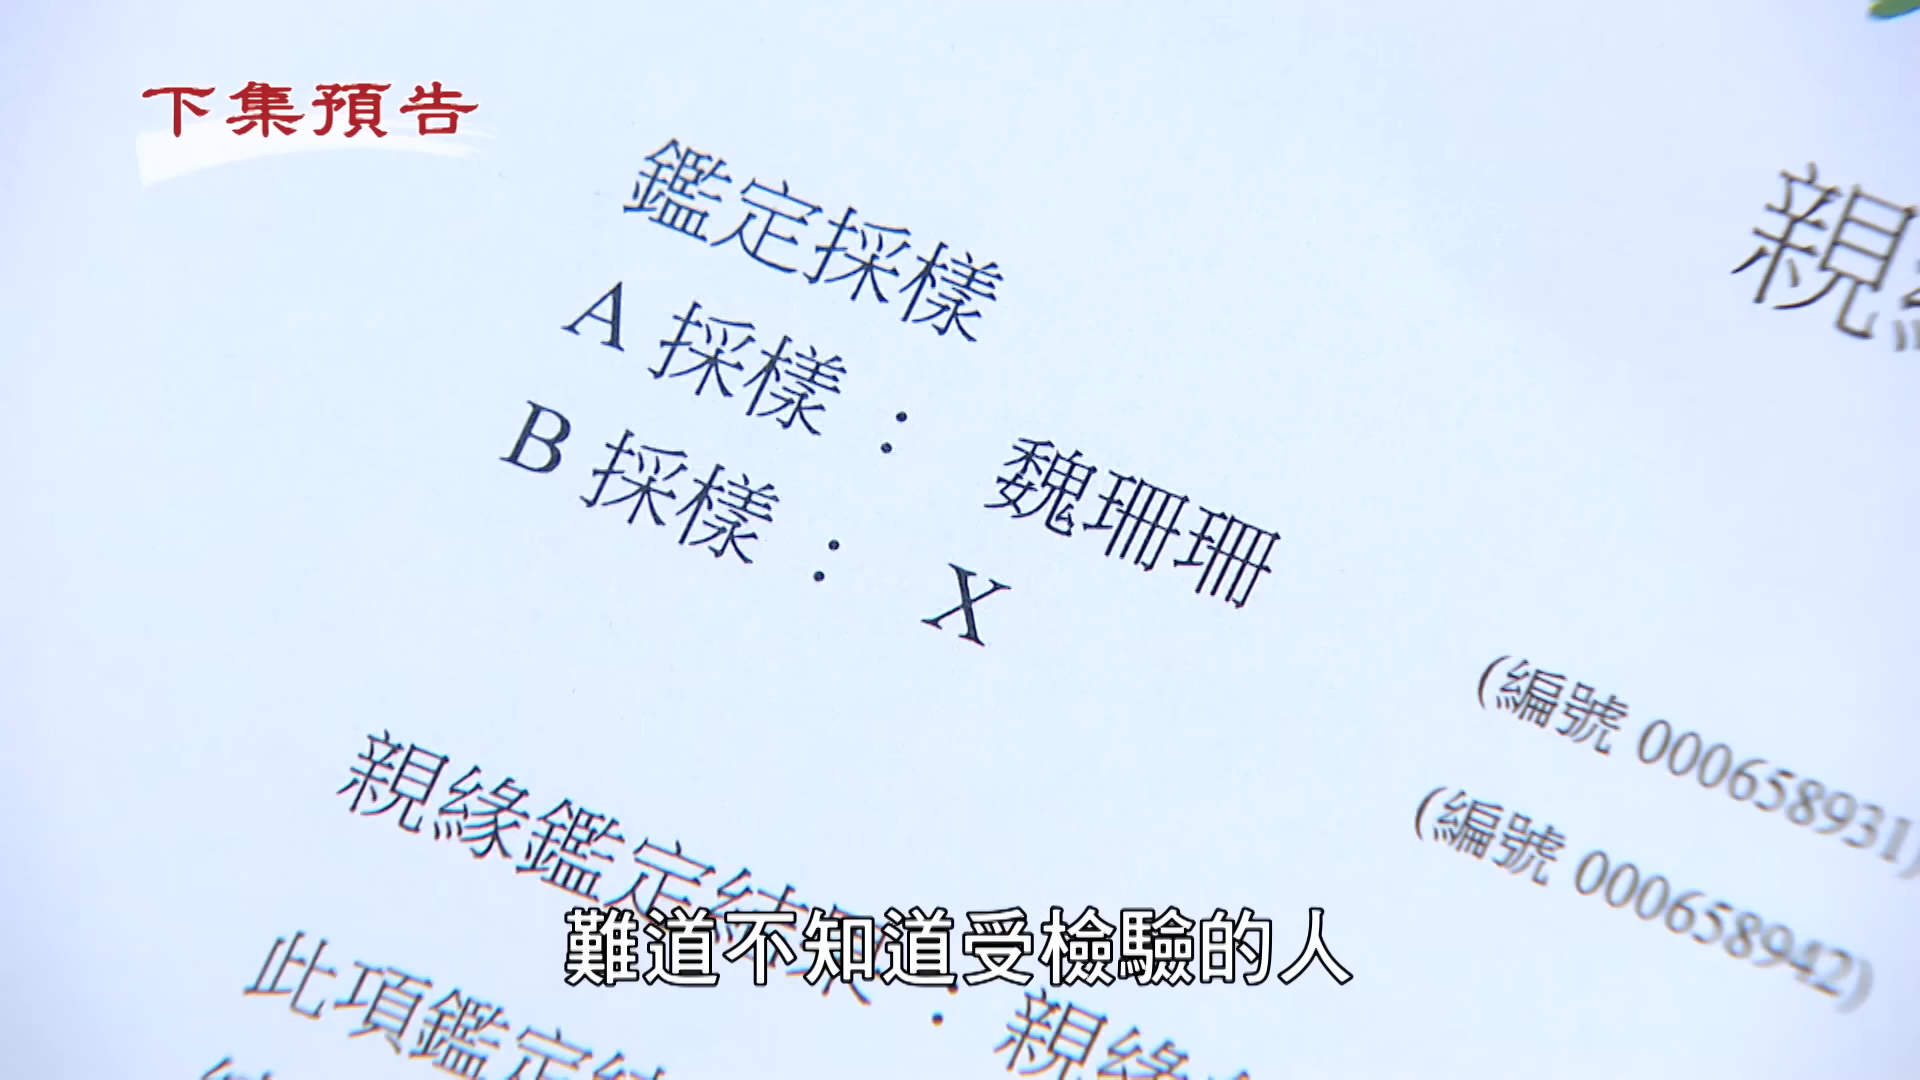 下集預告
鑑定採樣
A 採樣： 魏珊珊
(編號 000658931)
B 採樣： X
(編號 000658942)
親緣鑑定結果：親緣
此項鑑定結
難道不知道受檢驗的人